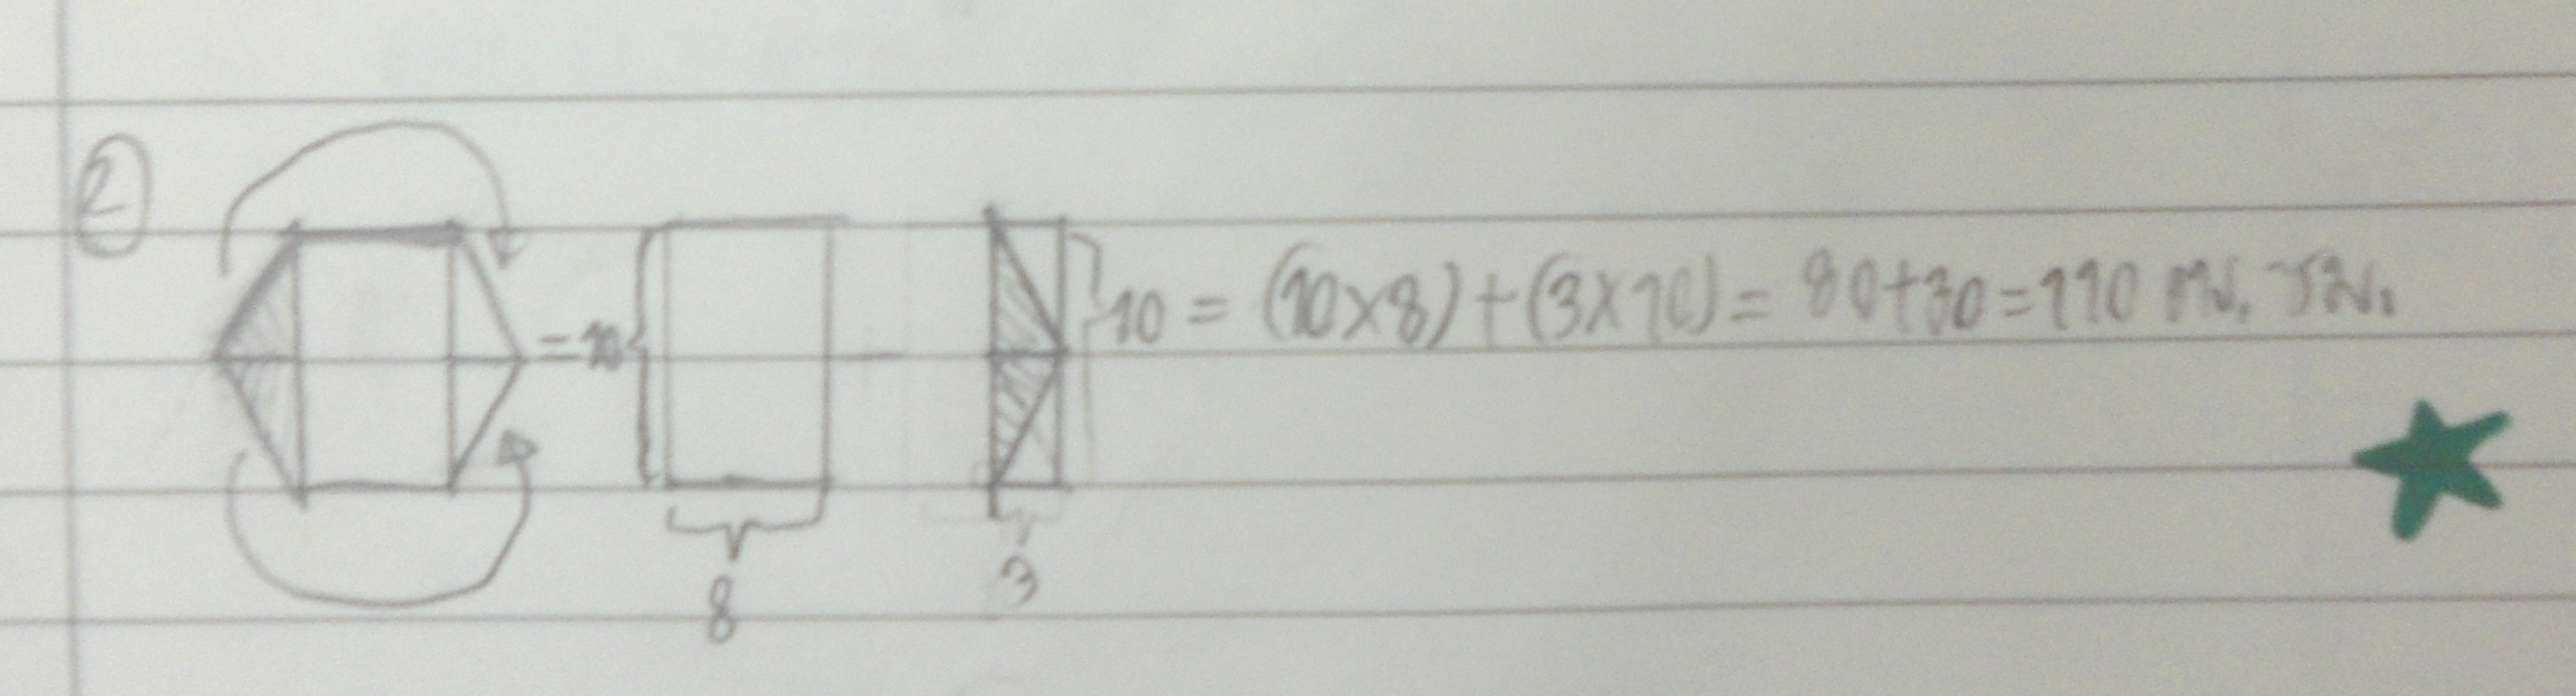 2
= 10
10 = (10×8)+(3×10) = 80+30=110
8
3